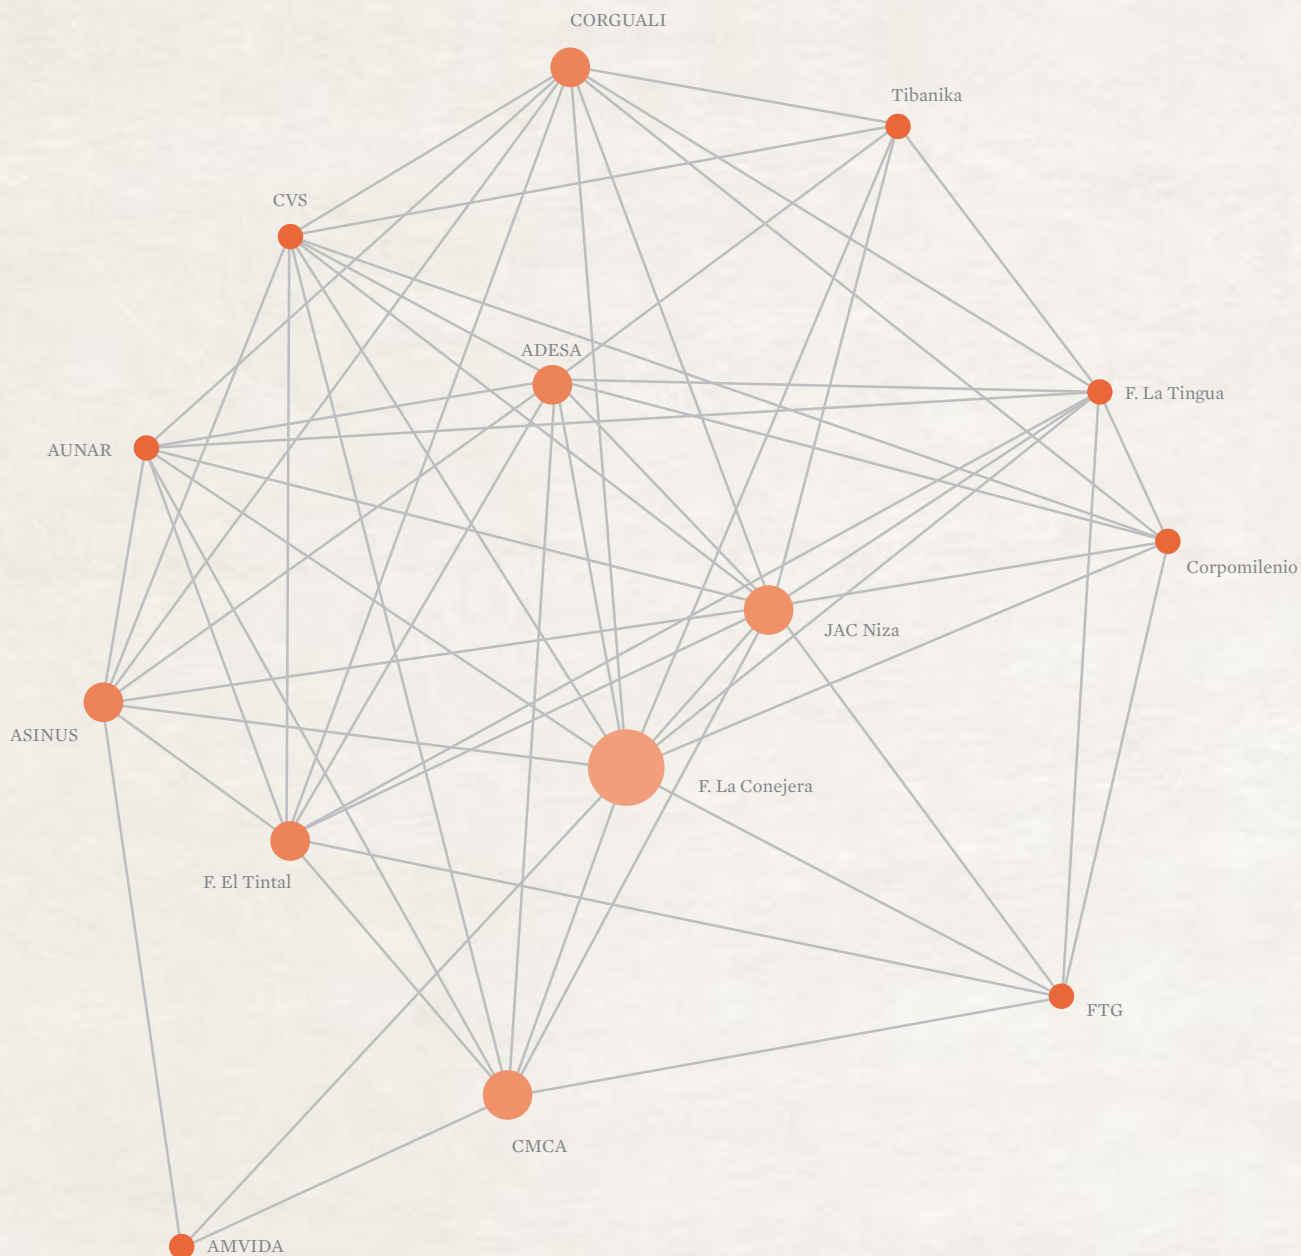 CORGUALI
Tibanika
CVS
ADESA
F. La Tingua
AUNAR
Corpomilenio
JAC Niza
ASINUS
F. La Conejera
F. El Tintal
FTG
CMCA
AMVIDA